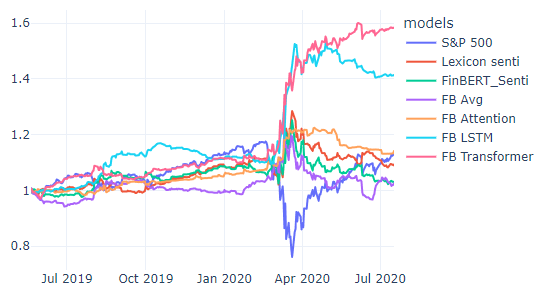 1.6
1.4
1.2
1
0.8
Jul 2019
Oct 2019
Jan 2020
Apr 2020
Jul 2020
models
S&P 500
Lexicon senti
FinBERT_Senti
FB Avg
FB Attention
FB LSTM
FB Transformer